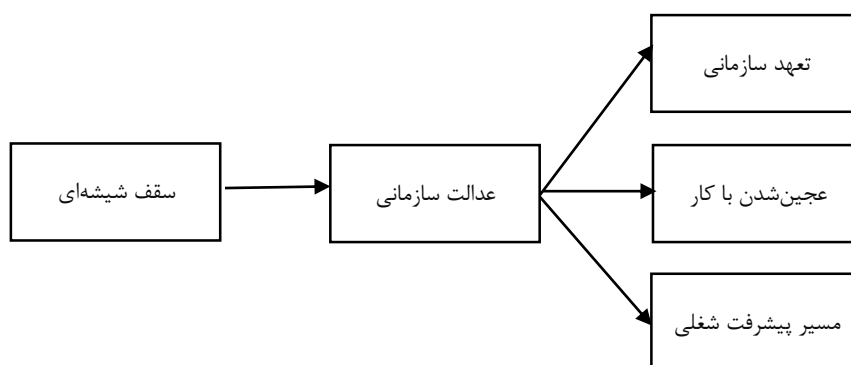 تعهد سازمانی
سقف شیشه‌ای
عدالت سازمانی
عجین‌شدن با کار
مسیر پیشرفت شغلی